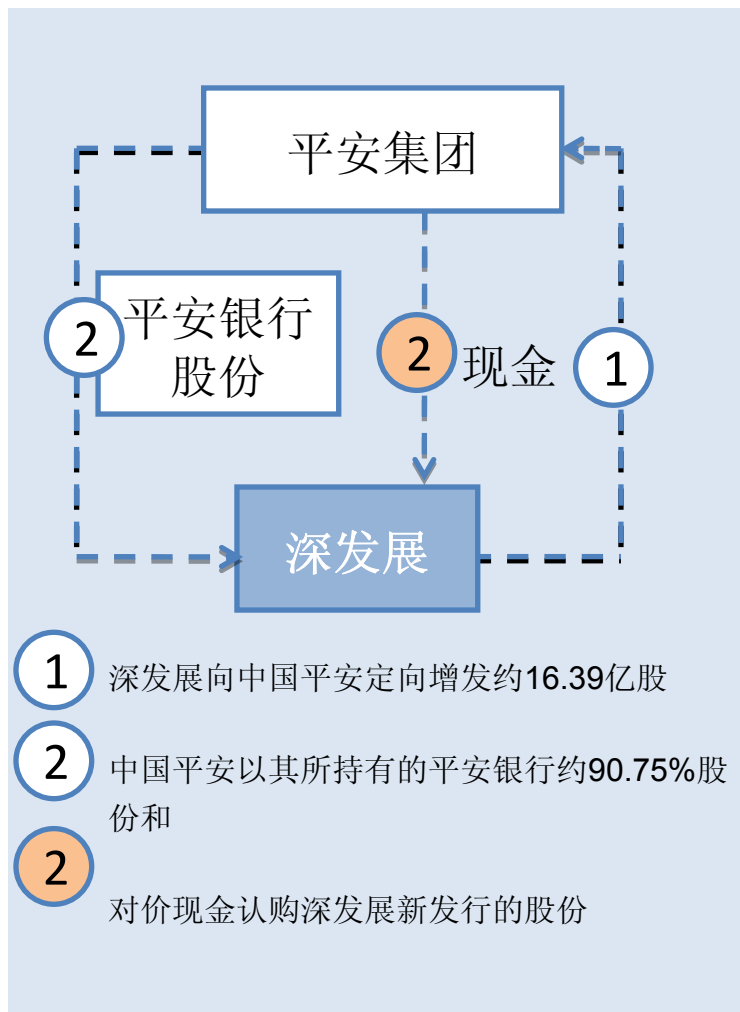 平安集团
平安银行
股份
2
2
现金
1
深发展
1
深发展向中国平安定向增发约16.39亿股
2
中国平安以其所持有的平安银行约90.75%股
份和
2
对价现金认购深发展新发行的股份